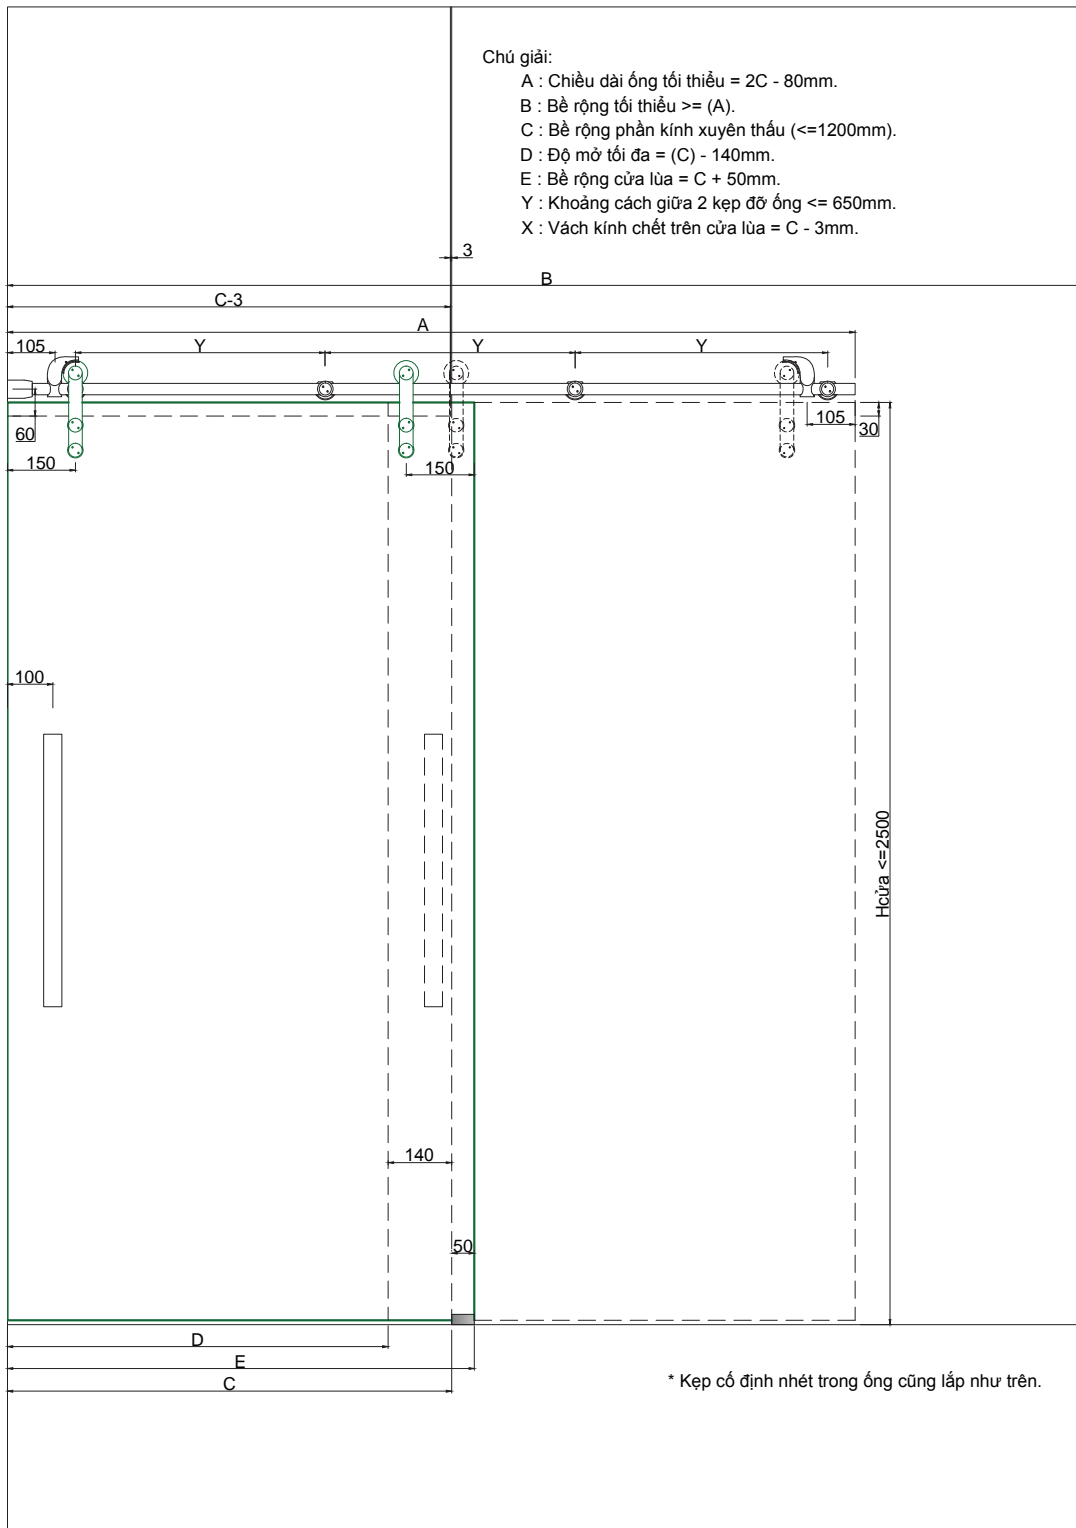 Chú giải:
A : Chiều dài ống tối thiểu = 2C - 80mm.
B : Bề rộng tối thiểu >= (A).
C : Bề rộng phần kính xuyên thấu (<=1200mm).
D : Độ mở tối đa = (C) - 140mm.
E : Bề rộng cửa lùa = C + 50mm.
Y : Khoảng cách giữa 2 kẹp đỡ ống <= 650mm.
X : Vách kính chết trên cửa lùa = C - 3mm.
3
B
C-3
A
105
Y
Y
Y
60
105
30
150
150
100
Hcửa <=2500
140
50
D
E
C
* Kẹp cố định nhét trong ống cũng lắp như trên.